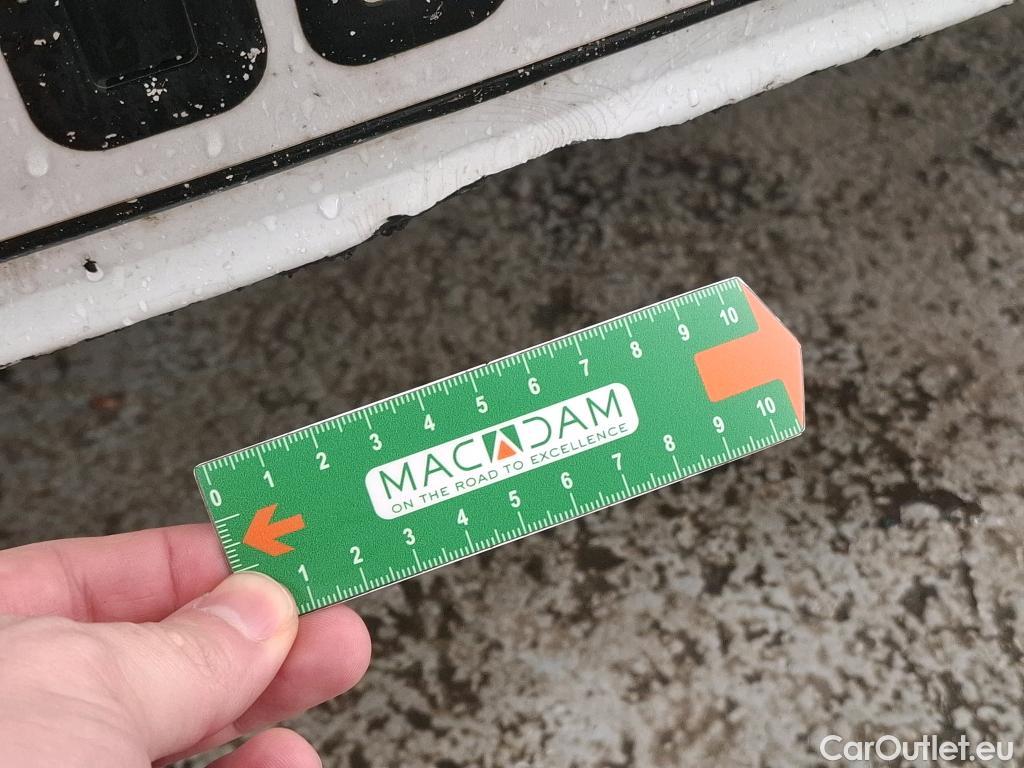 0 1 2 3 4 5 6 7 8 9 10
MACADAM
ON THE ROAD TO EXCELLENCE
1 2 3 4 5 6 7 8 9 10
CarOutlet.eu